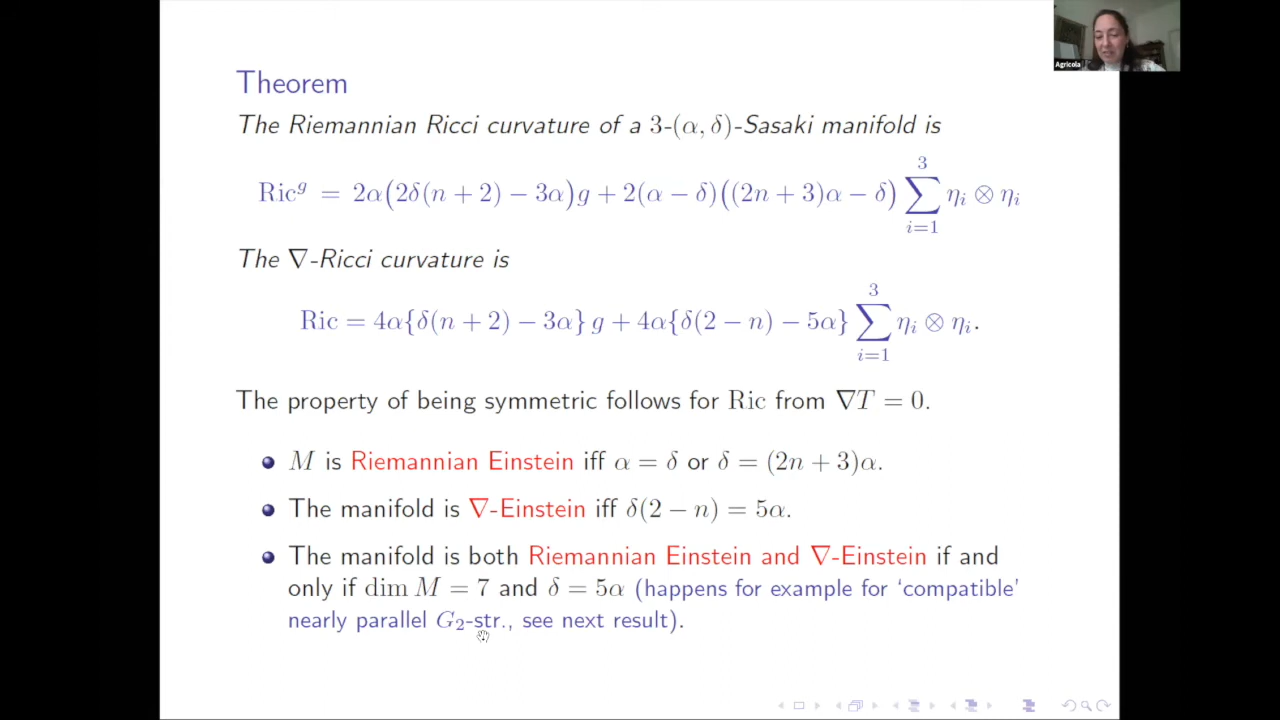 Agricola
Theorem
The Riemannian Ricci curvature of a 3-(α, δ)-Sasaki manifold is
Ric^g = 2α(2δ(n + 2) − 3α)g + 2(α − δ)((2n + 3)α − δ) ∑_{i=1}^{3} η_i ⊗ η_i
The ∇-Ricci curvature is
Ric = 4α{δ(n + 2) − 3α} g + 4α{δ(2 − n) − 5α} ∑_{i=1}^{3} η_i ⊗ η_i.
The property of being symmetric follows for Ric from ∇T = 0.
M is Riemannian Einstein iff α = δ or δ = (2n + 3)α.
The manifold is ∇-Einstein iff δ(2 − n) = 5α.
The manifold is both Riemannian Einstein and ∇-Einstein if and
only if dim M = 7 and δ = 5α (happens for example for ‘compatible’
nearly parallel G_2-str., see next result).